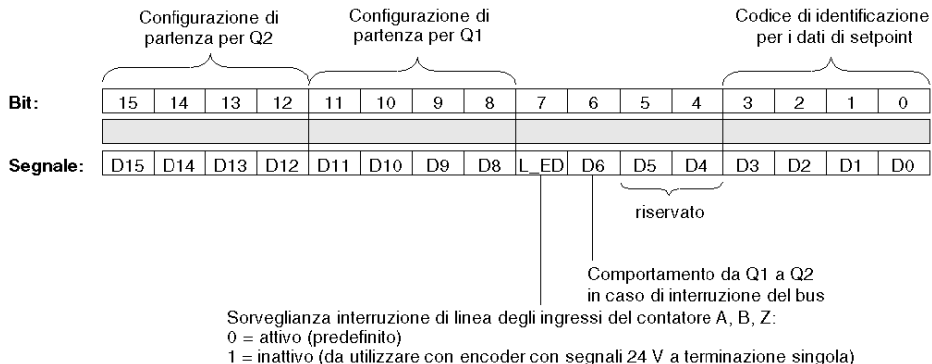 Configurazione di
partenza per Q2
Configurazione di
partenza per Q1
Codice di identificazione
per i dati di setpoint
Bit: 15 14 13 12 11 10 9 8 7 6 5 4 3 2 1 0
Segnale: D15 D14 D13 D12 D11 D10 D9 D8 L_ED D6 D5 D4 D3 D2 D1 D0
riservato
Comportamento da Q1 a Q2
in caso di interruzione del bus
Sorveglianza interruzione di linea degli ingressi del contatore A, B, Z:
0 = attivo (predefinito)
1 = inattivo (da utilizzare con encoder con segnali 24 V a terminazione singola)